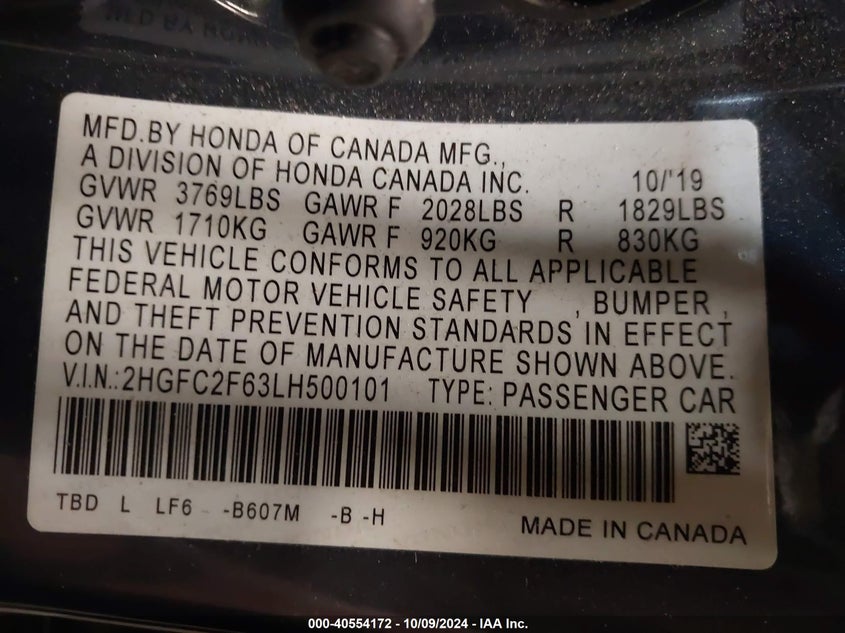 MFD.BY HONDA OF CANADA MFG.,
A DIVISION OF HONDA CANADA INC. 10/'19
GVWR 3769LBS GAWR F 2028LBS R 1829LBS
GVWR 1710KG GAWR F 920KG R 830KG
THIS VEHICLE CONFORMS TO ALL APPLICABLE
FEDERAL MOTOR VEHICLE SAFETY , BUMPER ,
AND THEFT PREVENTION STANDARDS IN EFFECT
ON THE DATE OF MANUFACTURE SHOWN ABOVE.
V.I.N.:2HGFC2F63LH500101 TYPE: PASSENGER CAR
TBD L LF6 -B607M -B -H
MADE IN CANADA
000-40554172 - 10/09/2024 - IAA Inc.